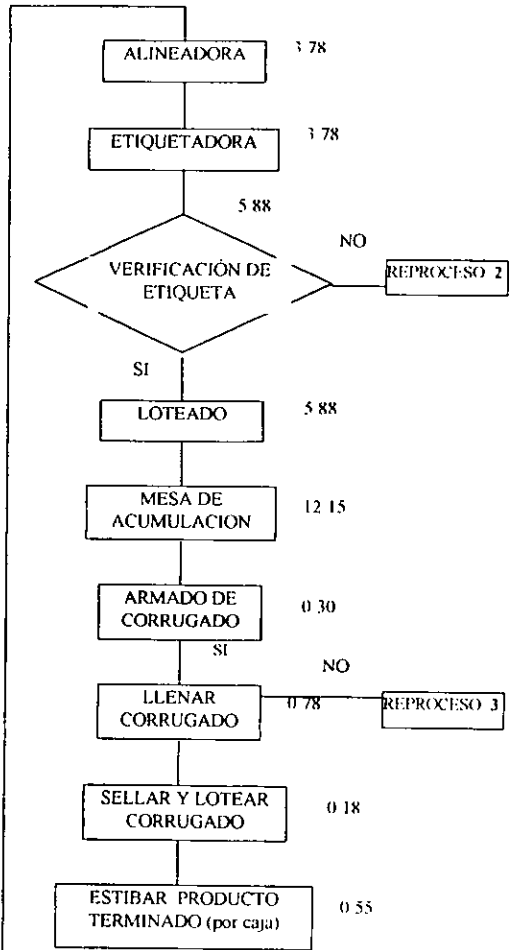 ALINEADORA 3 78
ETIQUETADORA 3 78
5 88
NO
VERIFICACIÓN DE
ETIQUETA
REPROCESO 2
SI
LOTEADO 5 88
MESA DE
ACUMULACION
12 15
ARMADO DE
CORRUGADO
0 30
SI
NO
LLENAR
CORRUGADO
0 78
REPROCESO 3
SELLAR Y LOTEAR
CORRUGADO
0 18
ESTIBAR PRODUCTO
TERMINADO (por caja)
0 55